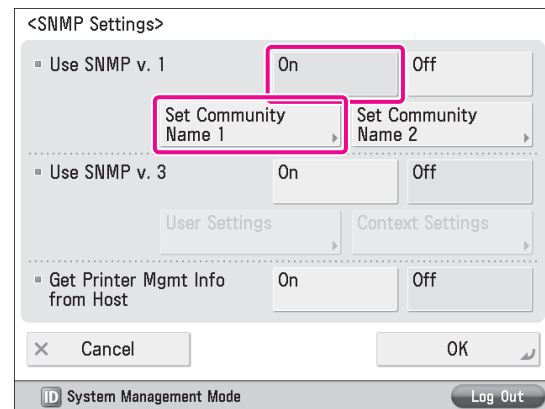 <SNMP Settings>
Use SNMP v. 1
On
Off
Set Community
Name 1
Set Community
Name 2
Use SNMP v. 3
On
Off
User Settings
Context Settings
Get Printer Mgmt Info
from Host
On
Off
Cancel
OK
ID System Management Mode
Log Out